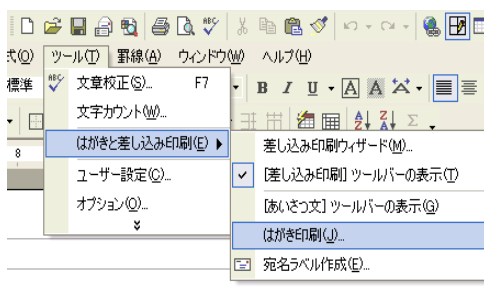 式(O) ツール(T) 罫線(A) ウィンドウ(W) ヘルプ(H)
標準
文章校正(S)... F7
B I U A A
文字カウント(W)...
はがきと差し込み印刷(E)
差し込み印刷ウィザード(M)...
8
ユーザー設定(C)...
[差し込み印刷] ツールバーの表示(T)
オプション(O)...
[あいさつ文] ツールバーの表示(G)
はがき印刷(J)...
宛名ラベル作成(E)...